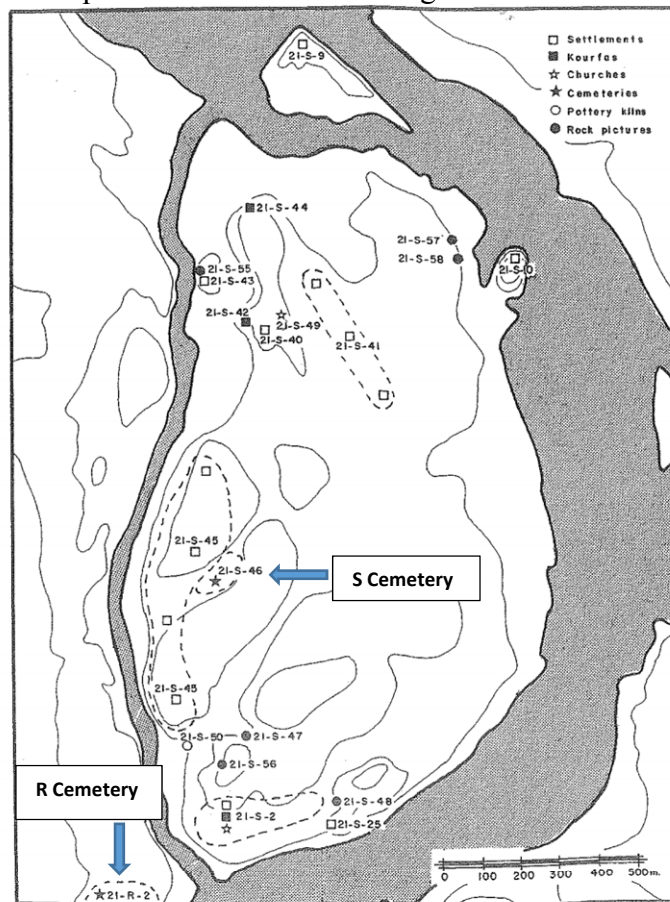 21-S-9
Settlements
Kourfas
Churches
Cemeteries
Pottery kilns
Rock pictures
21-S-44
21-S-57
21-S-58
21-S-10
21-S-55
21-S-43
21-S-42
21-S-49
21-S-40
21-S-41
21-S-45
21-S-46
S Cemetery
21-S-45
21-S-50
21-S-47
21-S-56
R Cemetery
21-S-48
21-S-2
21-S-25
21-R-2
0 100 200 300 400 500m.